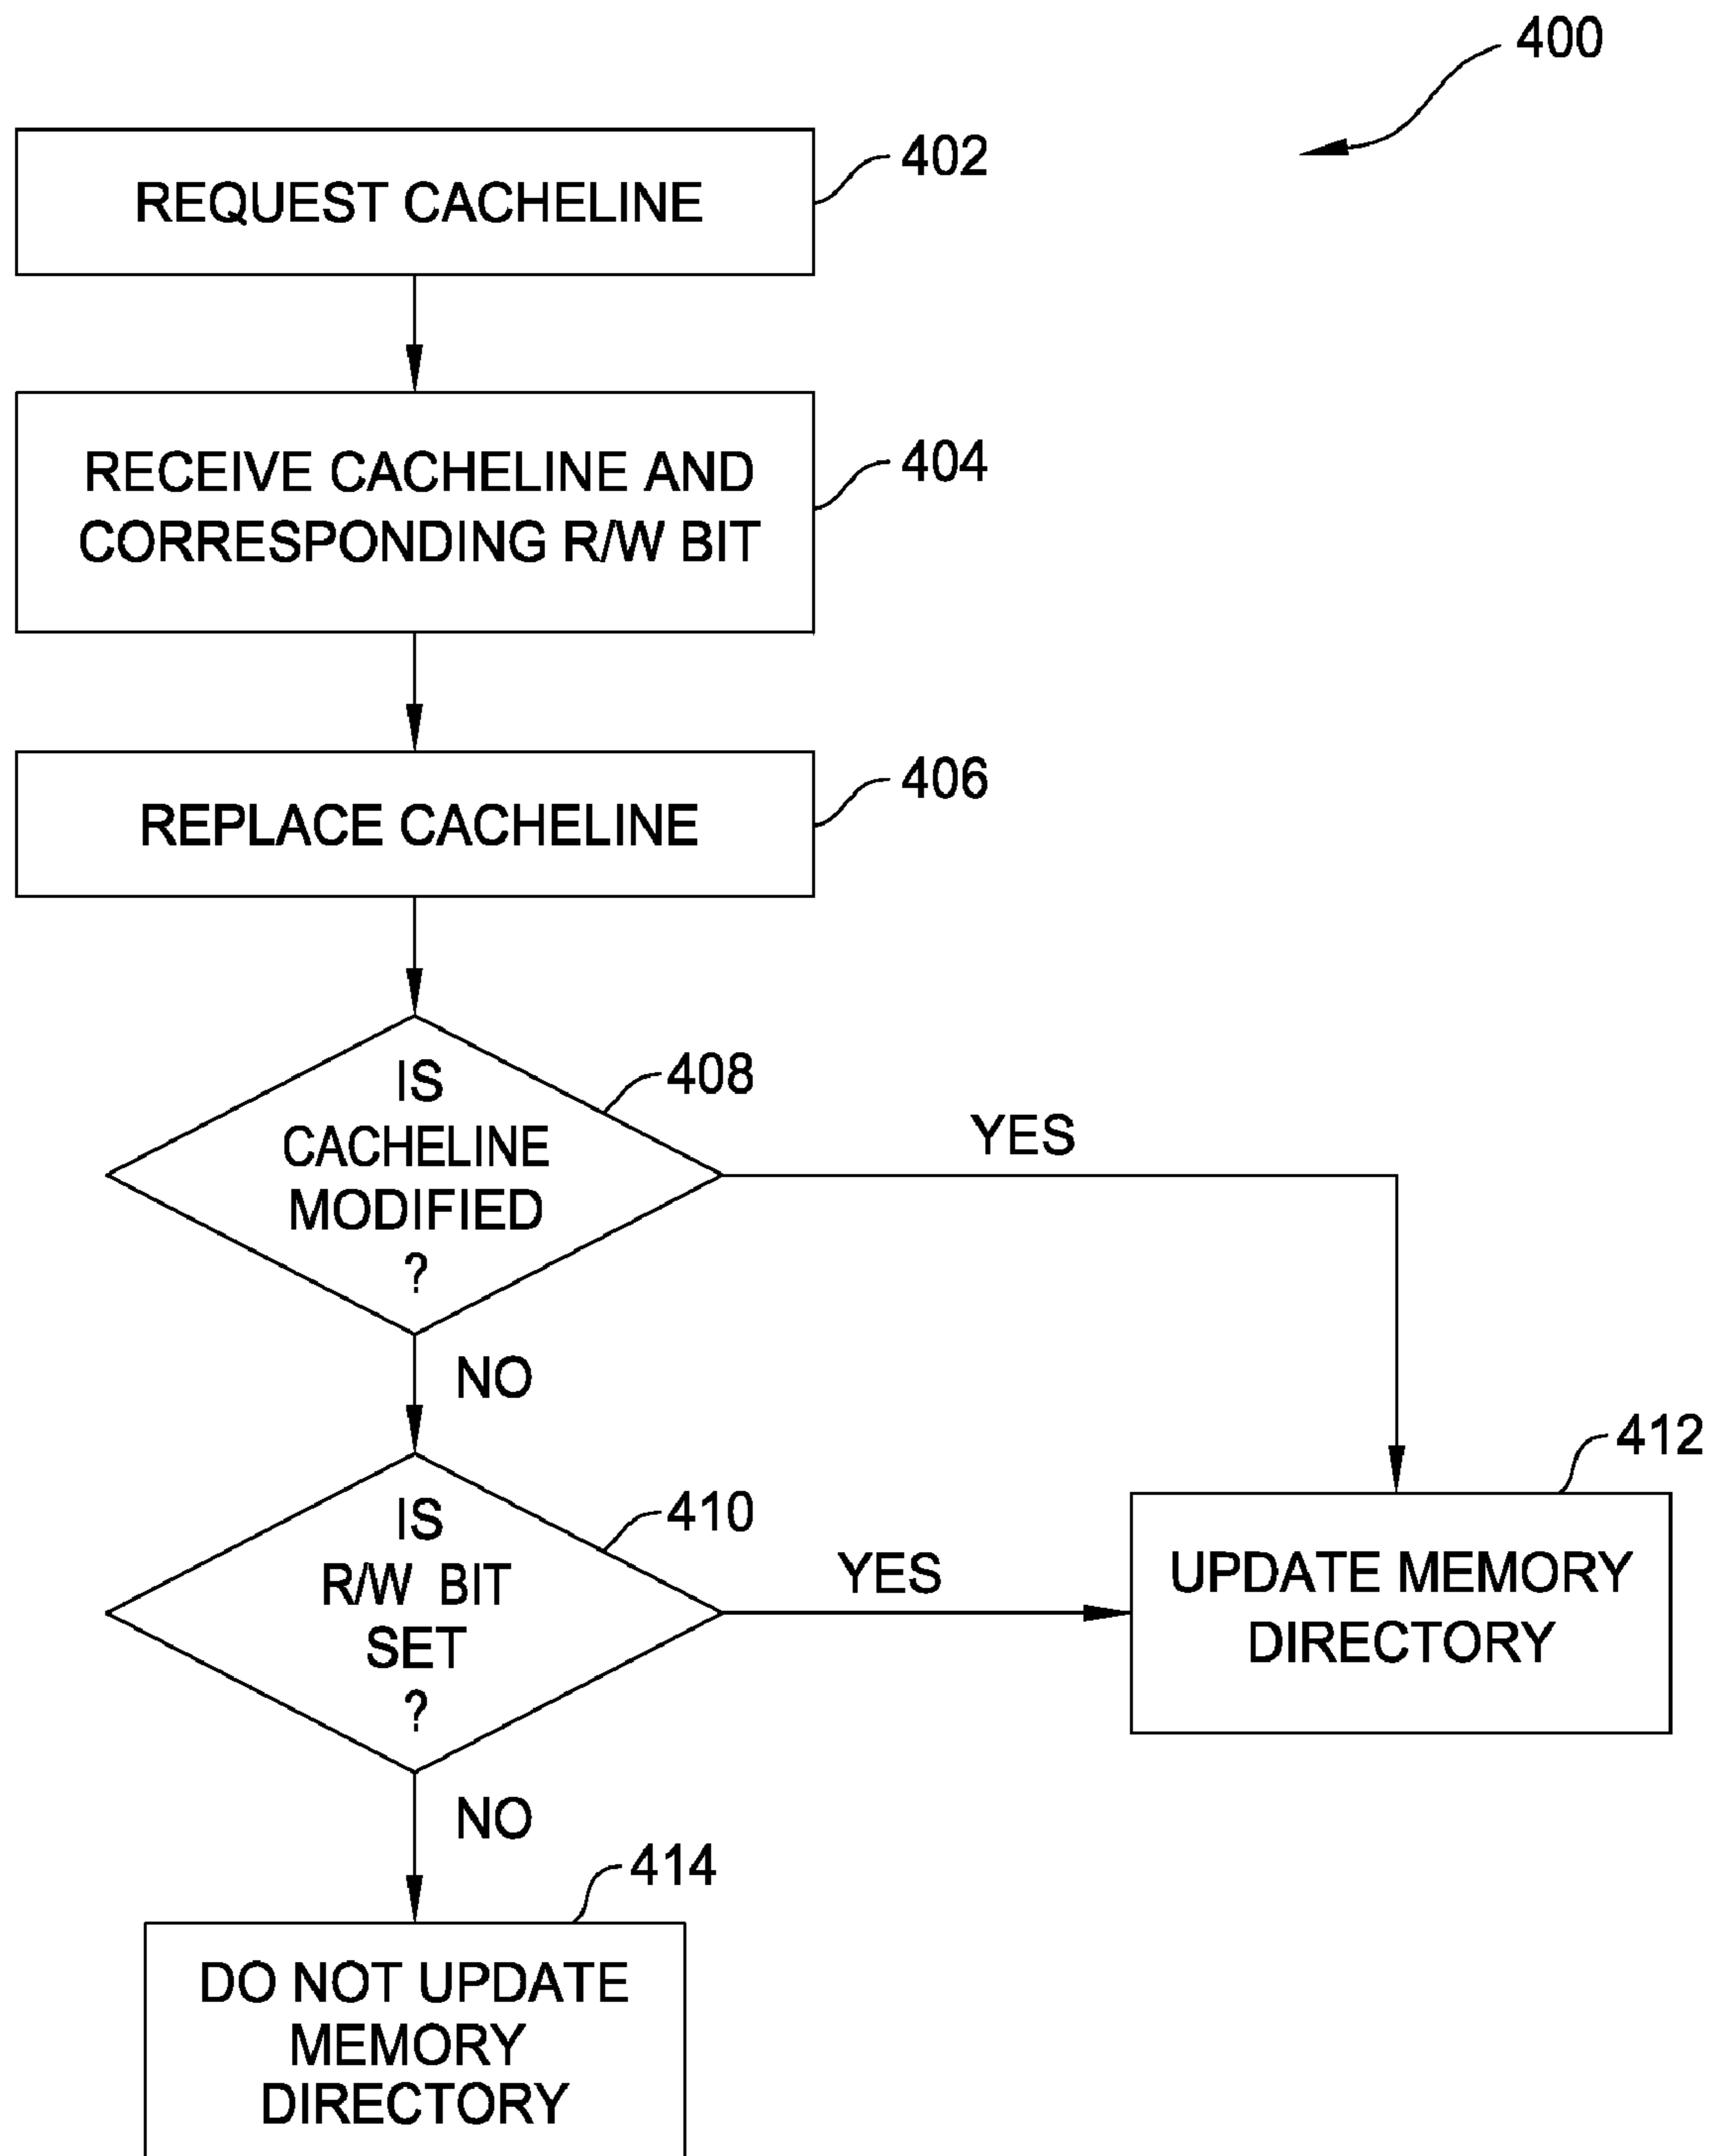 400
REQUEST CACHELINE
402
RECEIVE CACHELINE AND
CORRESPONDING R/W BIT
404
REPLACE CACHELINE
406
IS
CACHELINE
MODIFIED
?
408
YES
NO
IS
R/W BIT
SET
?
410
YES
UPDATE MEMORY
DIRECTORY
412
NO
DO NOT UPDATE
MEMORY
DIRECTORY
414